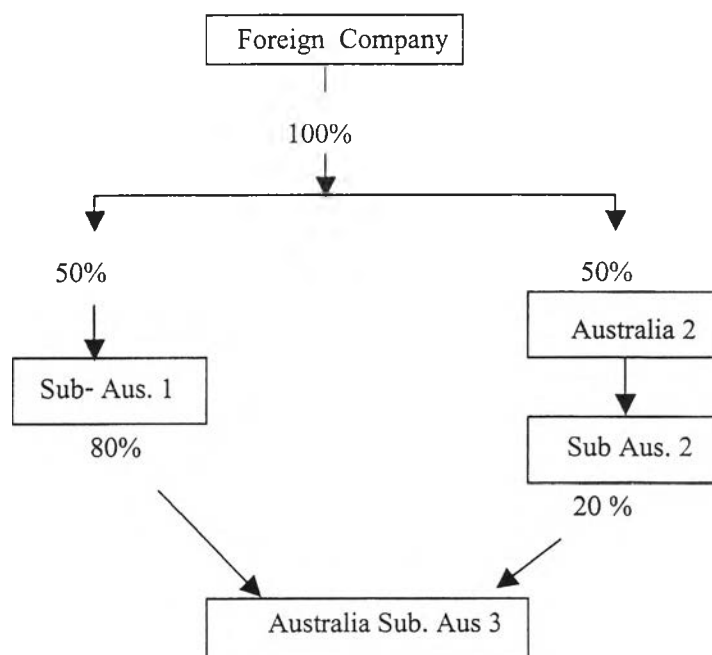 Foreign Company
100%
50%
50%
Australia 2
Sub- Aus. 1
Sub Aus. 2
80%
20 %
Australia Sub. Aus 3